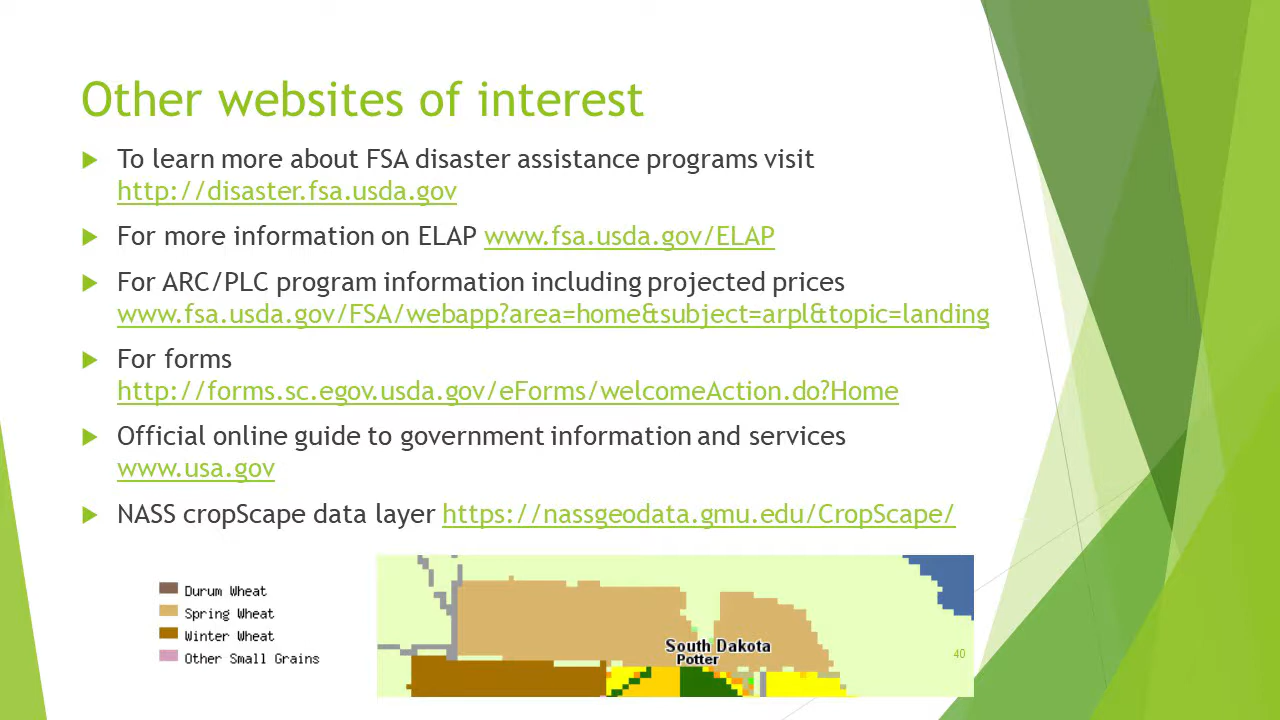 Other websites of interest
To learn more about FSA disaster assistance programs visit
http://disaster.fsa.usda.gov
For more information on ELAP www.fsa.usda.gov/ELAP
For ARC/PLC program information including projected prices
www.fsa.usda.gov/FSA/webapp?area=home&subject=arpl&topic=landing
For forms
http://forms.sc.egov.usda.gov/eForms/welcomeAction.do?Home
Official online guide to government information and services
www.usa.gov
NASS cropScape data layer https://nassgeodata.gmu.edu/CropScape/
Durum Wheat
Spring Wheat
Winter Wheat
Other Small Grains
South Dakota
Potter
40